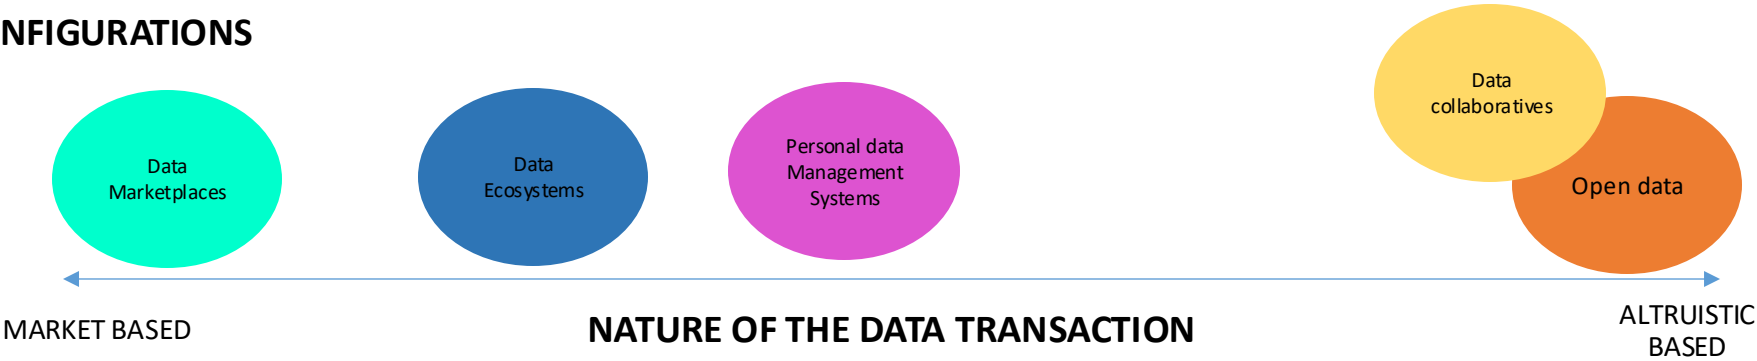 NFIGURATIONS
Data
Marketplaces
Data
Ecosystems
Personal data
Management
Systems
Data
collaboratives
Open data
MARKET BASED
NATURE OF THE DATA TRANSACTION
ALTRUISTIC
BASED